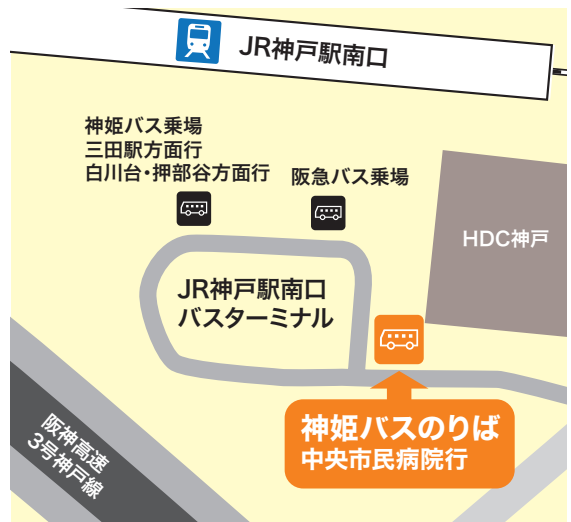 JR神戸駅南口
神姫バス乗場
三田駅方面行
白川台・押部谷方面行
阪急バス乗場
HDC神戸
JR神戸駅南口
バスターミナル
神姫バスのりば
中央市民病院行
阪神高速
3号神戸線